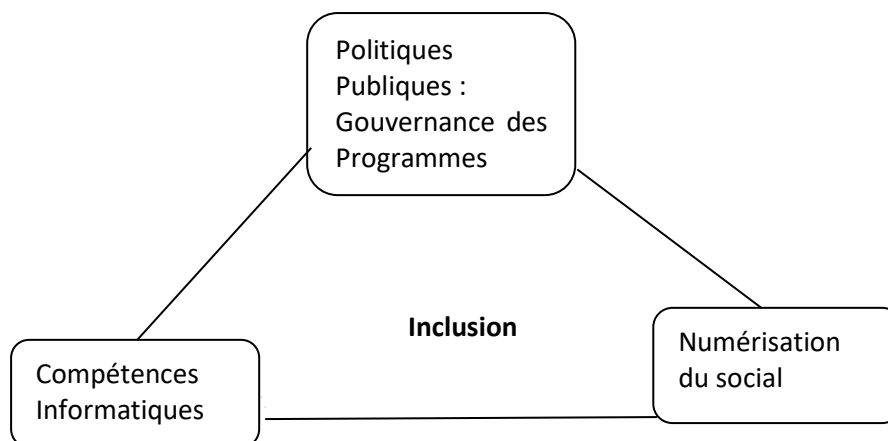 Politiques
Publiques :
Gouvernance des
Programmes
Inclusion
Compétences
Informatiques
Numérisation
du social